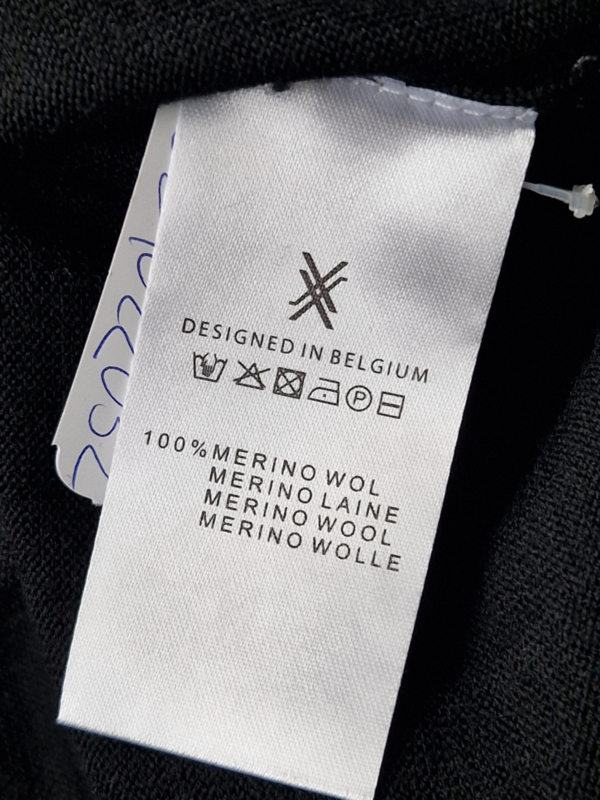 DESIGNED IN BELGIUM
P
100% MERINO WOL
MERINO LAINE
MERINO WOOL
MERINO WOLLE